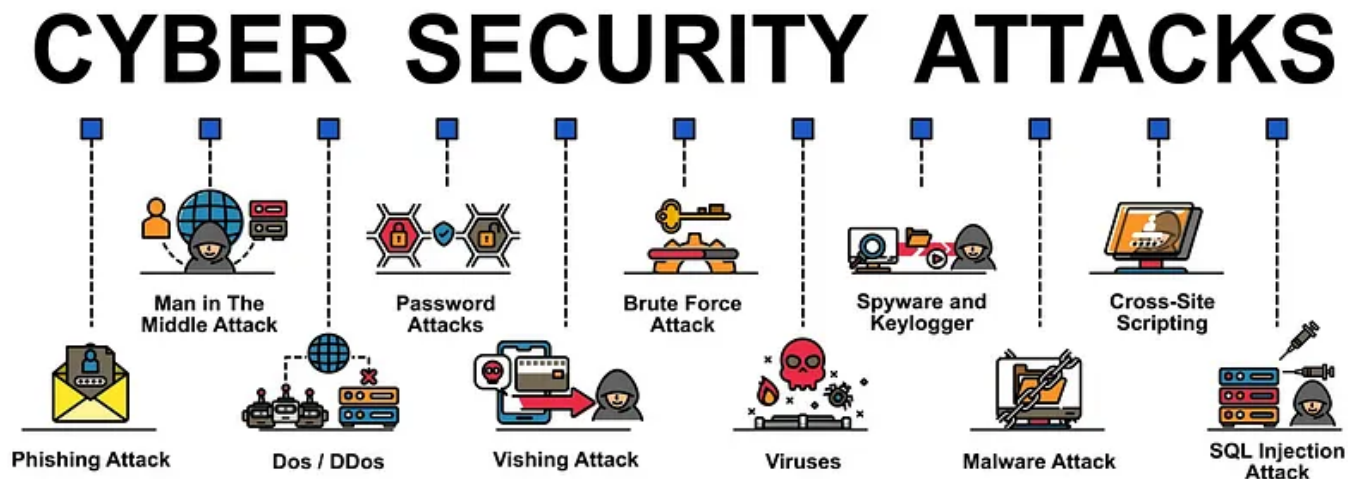 CYBER SECURITY ATTACKS
Man in The
Middle Attack
Password
Attacks
Brute Force
Attack
Spyware and
Keylogger
Cross-Site
Scripting
Phishing Attack
Dos / DDos
Vishing Attack
Viruses
Malware Attack
SQL Injection
Attack